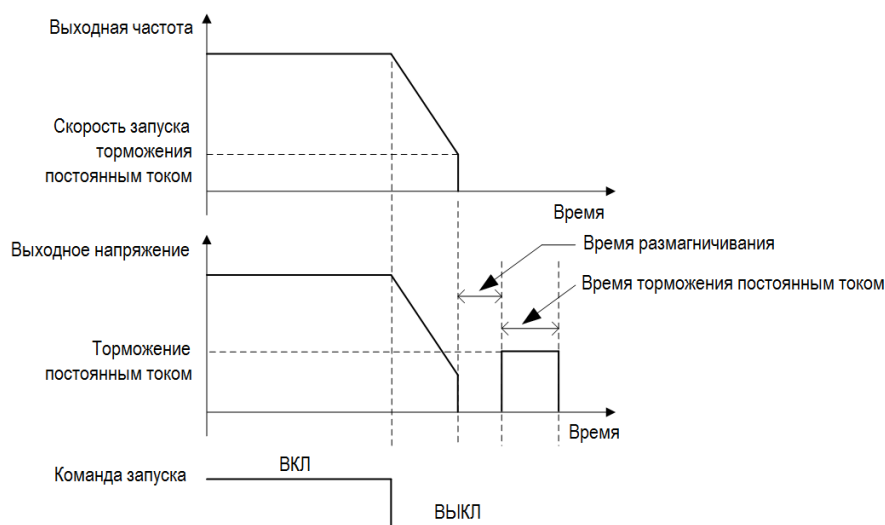 Выходная частота
Скорость запуска
торможения
постоянным током
Время
Выходное напряжение
Время размагничивания
Время торможения постоянным током
Торможение
постоянным током
Время
Команда запуска
ВКЛ
ВЫКЛ